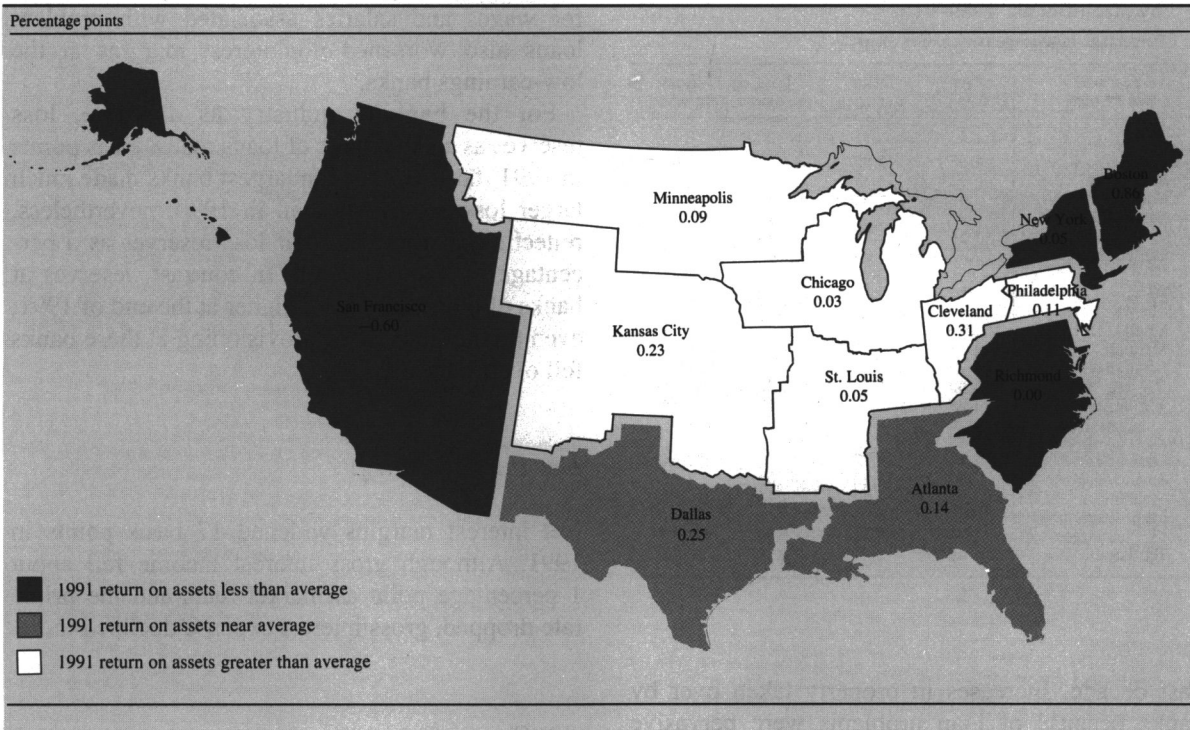 Percentage points
Boston
0.86
Minneapolis
0.09
New York
0.05
Chicago
0.03
Philadelphia
0.11
San Francisco
–0.60
Kansas City
0.23
Cleveland
0.31
St. Louis
0.05
Richmond
0.00
Atlanta
0.14
Dallas
0.25
1991 return on assets less than average
1991 return on assets near average
1991 return on assets greater than average